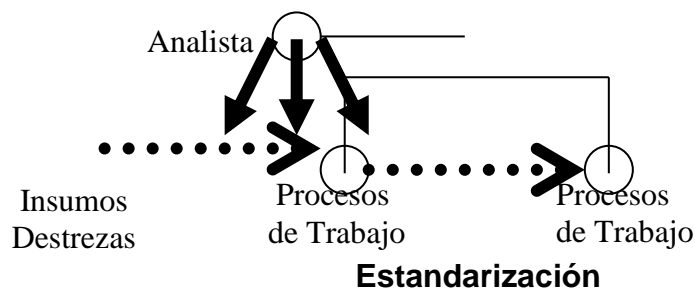 Analista
Insumos
Destrezas
Procesos
de Trabajo
Procesos
de Trabajo
Estandarización